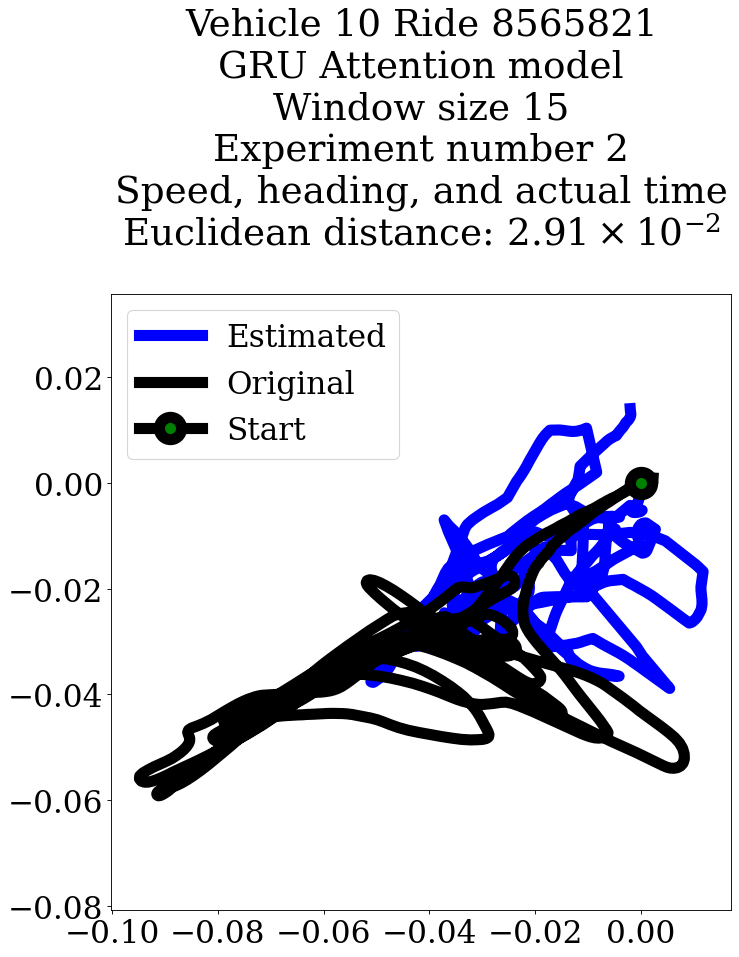 Vehicle 10 Ride 8565821
GRU Attention model
Window size 15
Experiment number 2
Speed, heading, and actual time
Euclidean distance: 2.91 × 10⁻²
Estimated
Original
Start
0.02
0.00
−0.02
−0.04
−0.06
−0.08
−0.10 −0.08 −0.06 −0.04 −0.02 0.00